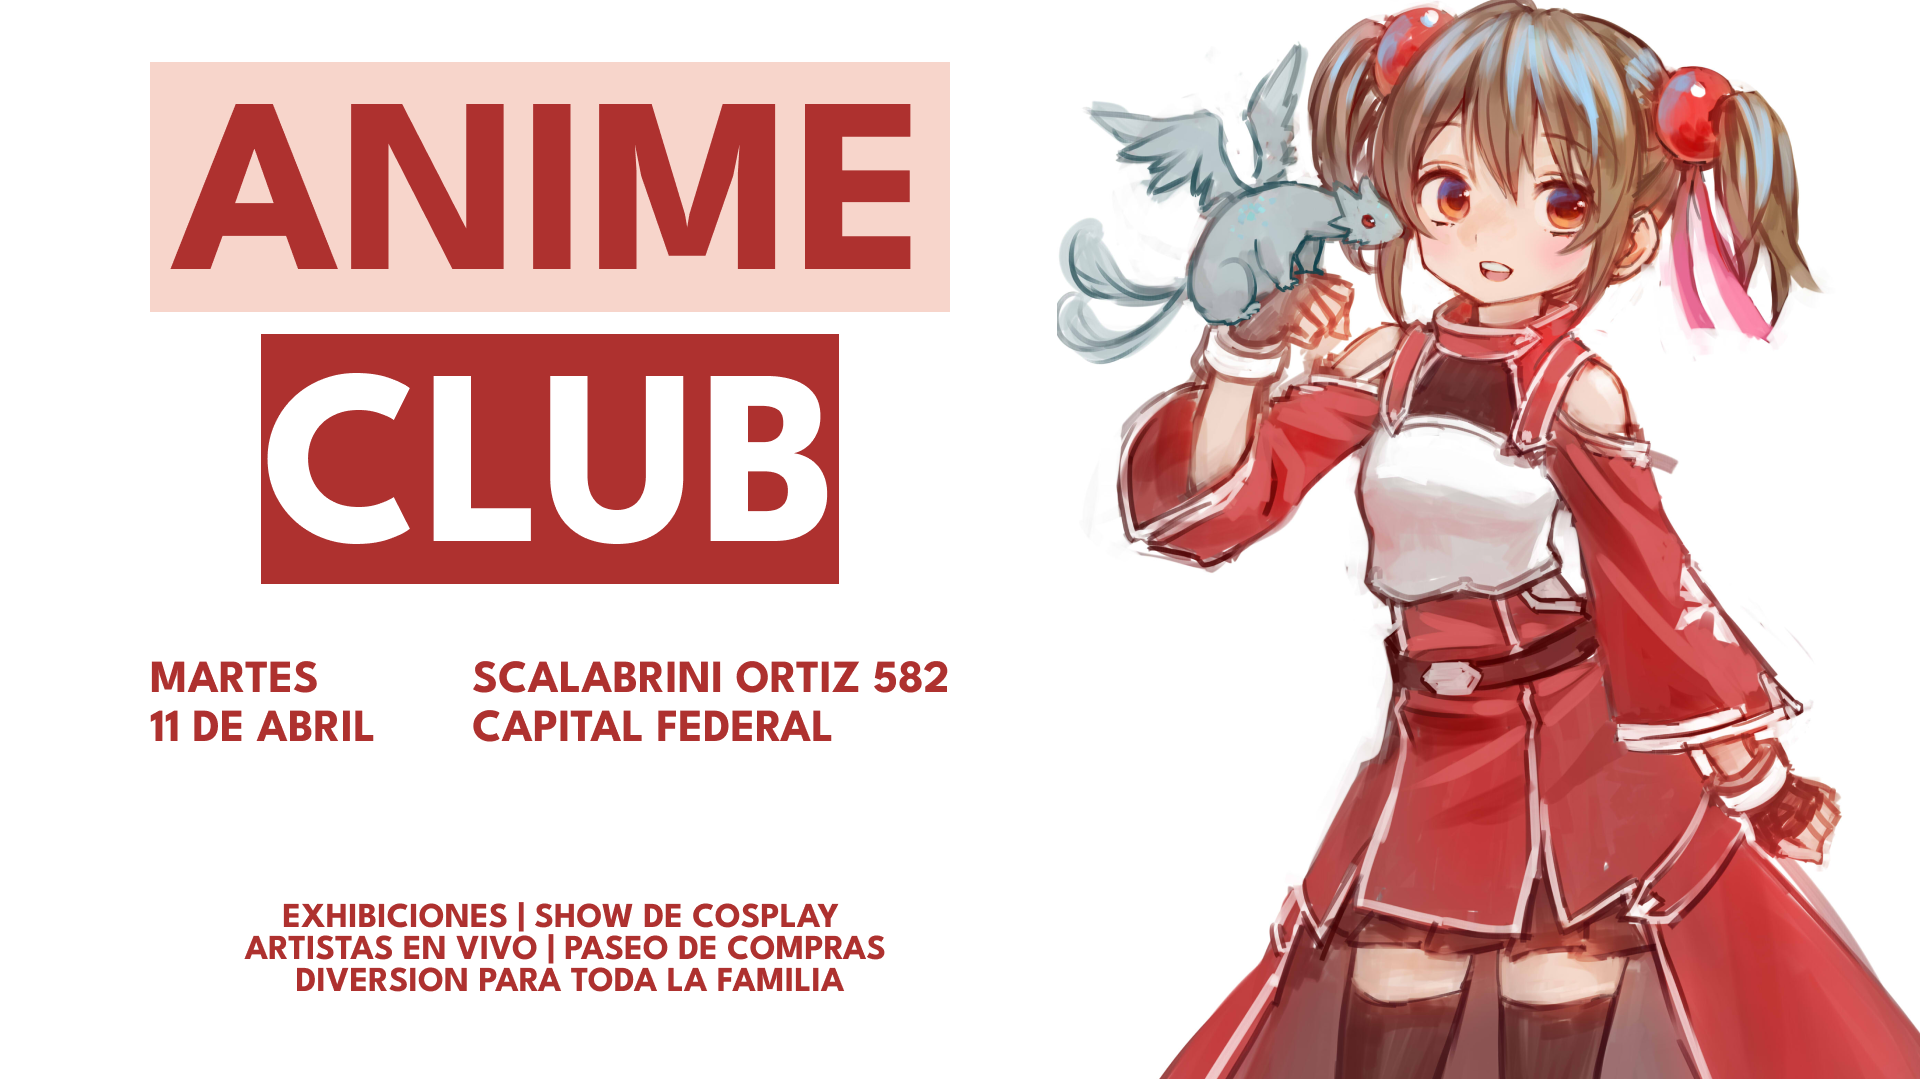 ANIME
CLUB
MARTES
11 DE ABRIL
SCALABRINI ORTIZ 582
CAPITAL FEDERAL
EXHIBICIONES | SHOW DE COSPLAY
ARTISTAS EN VIVO | PASEO DE COMPRAS
DIVERSION PARA TODA LA FAMILIA